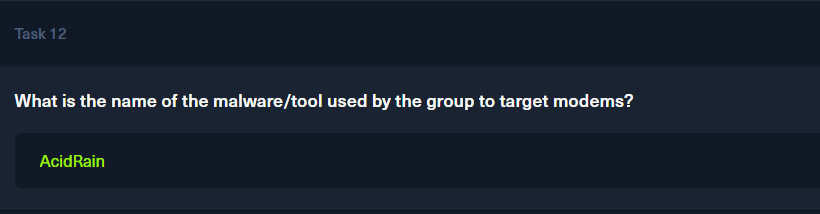 Task 12
What is the name of the malware/tool used by the group to target modems?
AcidRain